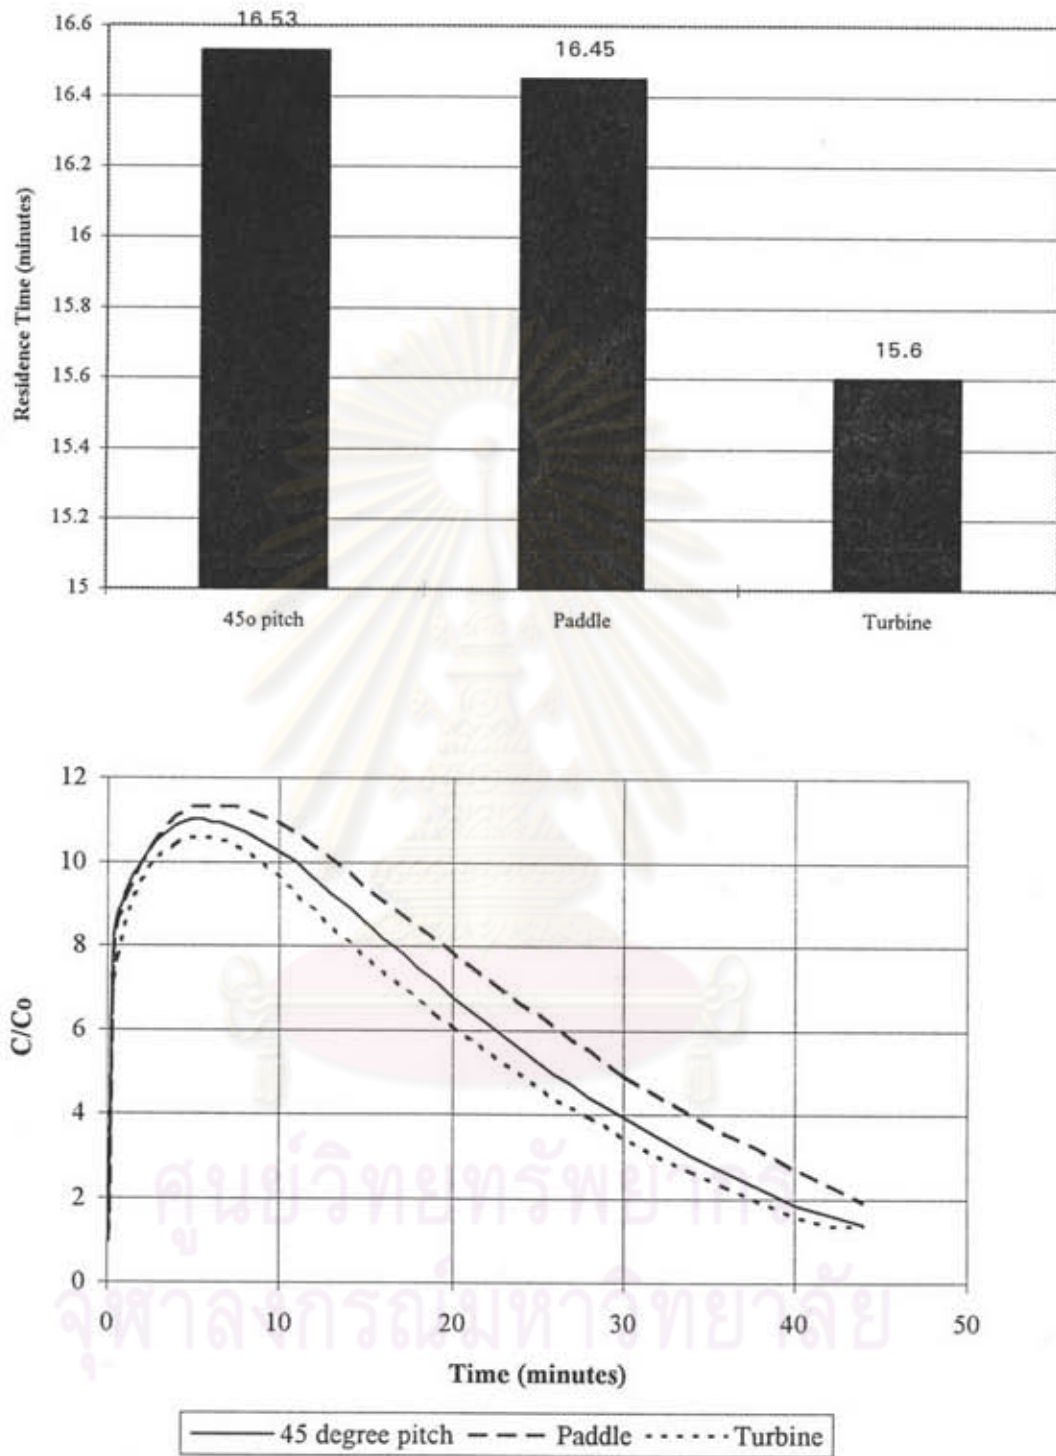 16.6
16.53
16.45
16.4
16.2
16
15.8
15.6
15.6
15.4
15.2
15
Residence Time (minutes)
45o pitch Paddle Turbine
12
10
8
6
4
2
0
C/Co
0 10 20 30 40 50
Time (minutes)
45 degree pitch Paddle Turbine
ศูนย์วิทยทรัพยากร
จุฬาลงกรณ์มหาวิทยาลัย